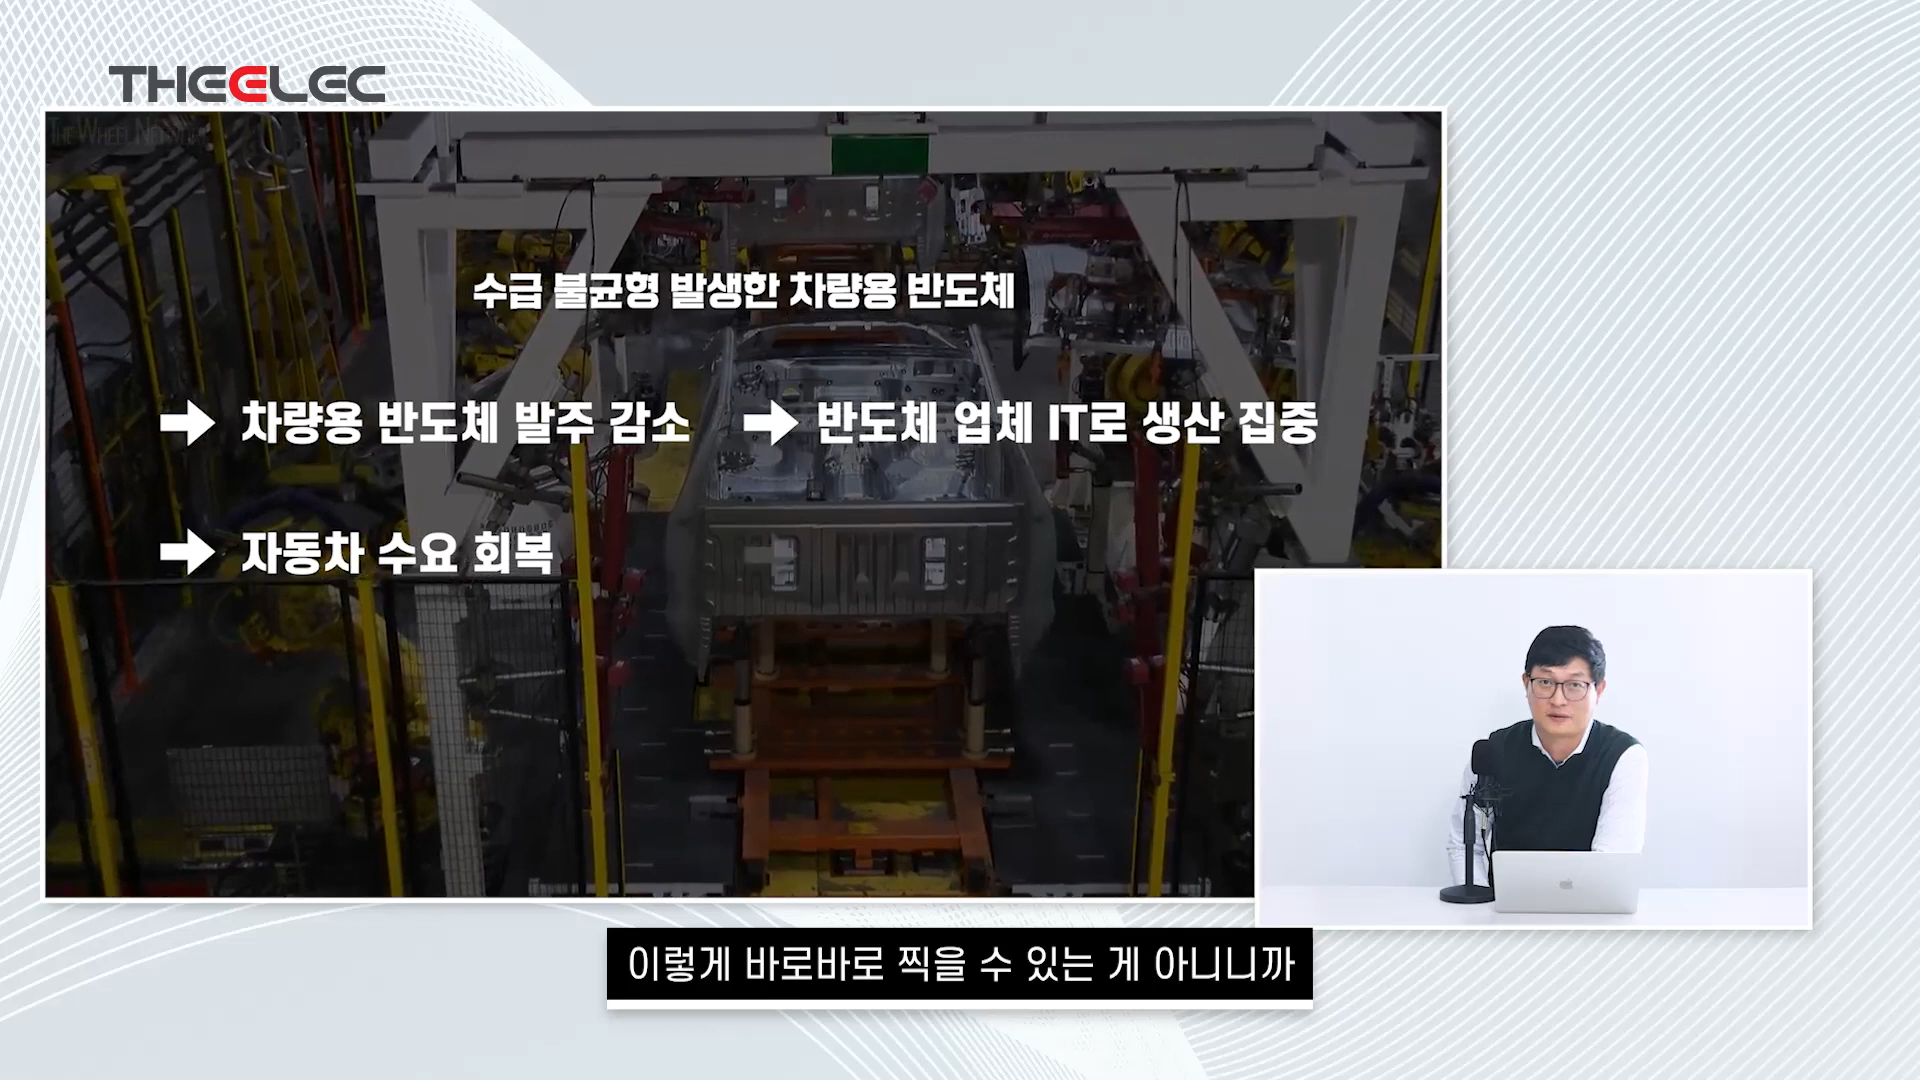 THEELEC
THE WHEEL NETWORK
수급 불균형 발생한 차량용 반도체
차량용 반도체 발주 감소
반도체 업체 IT로 생산 집중
자동차 수요 회복
이렇게 바로바로 찍을 수 있는 게 아니니까